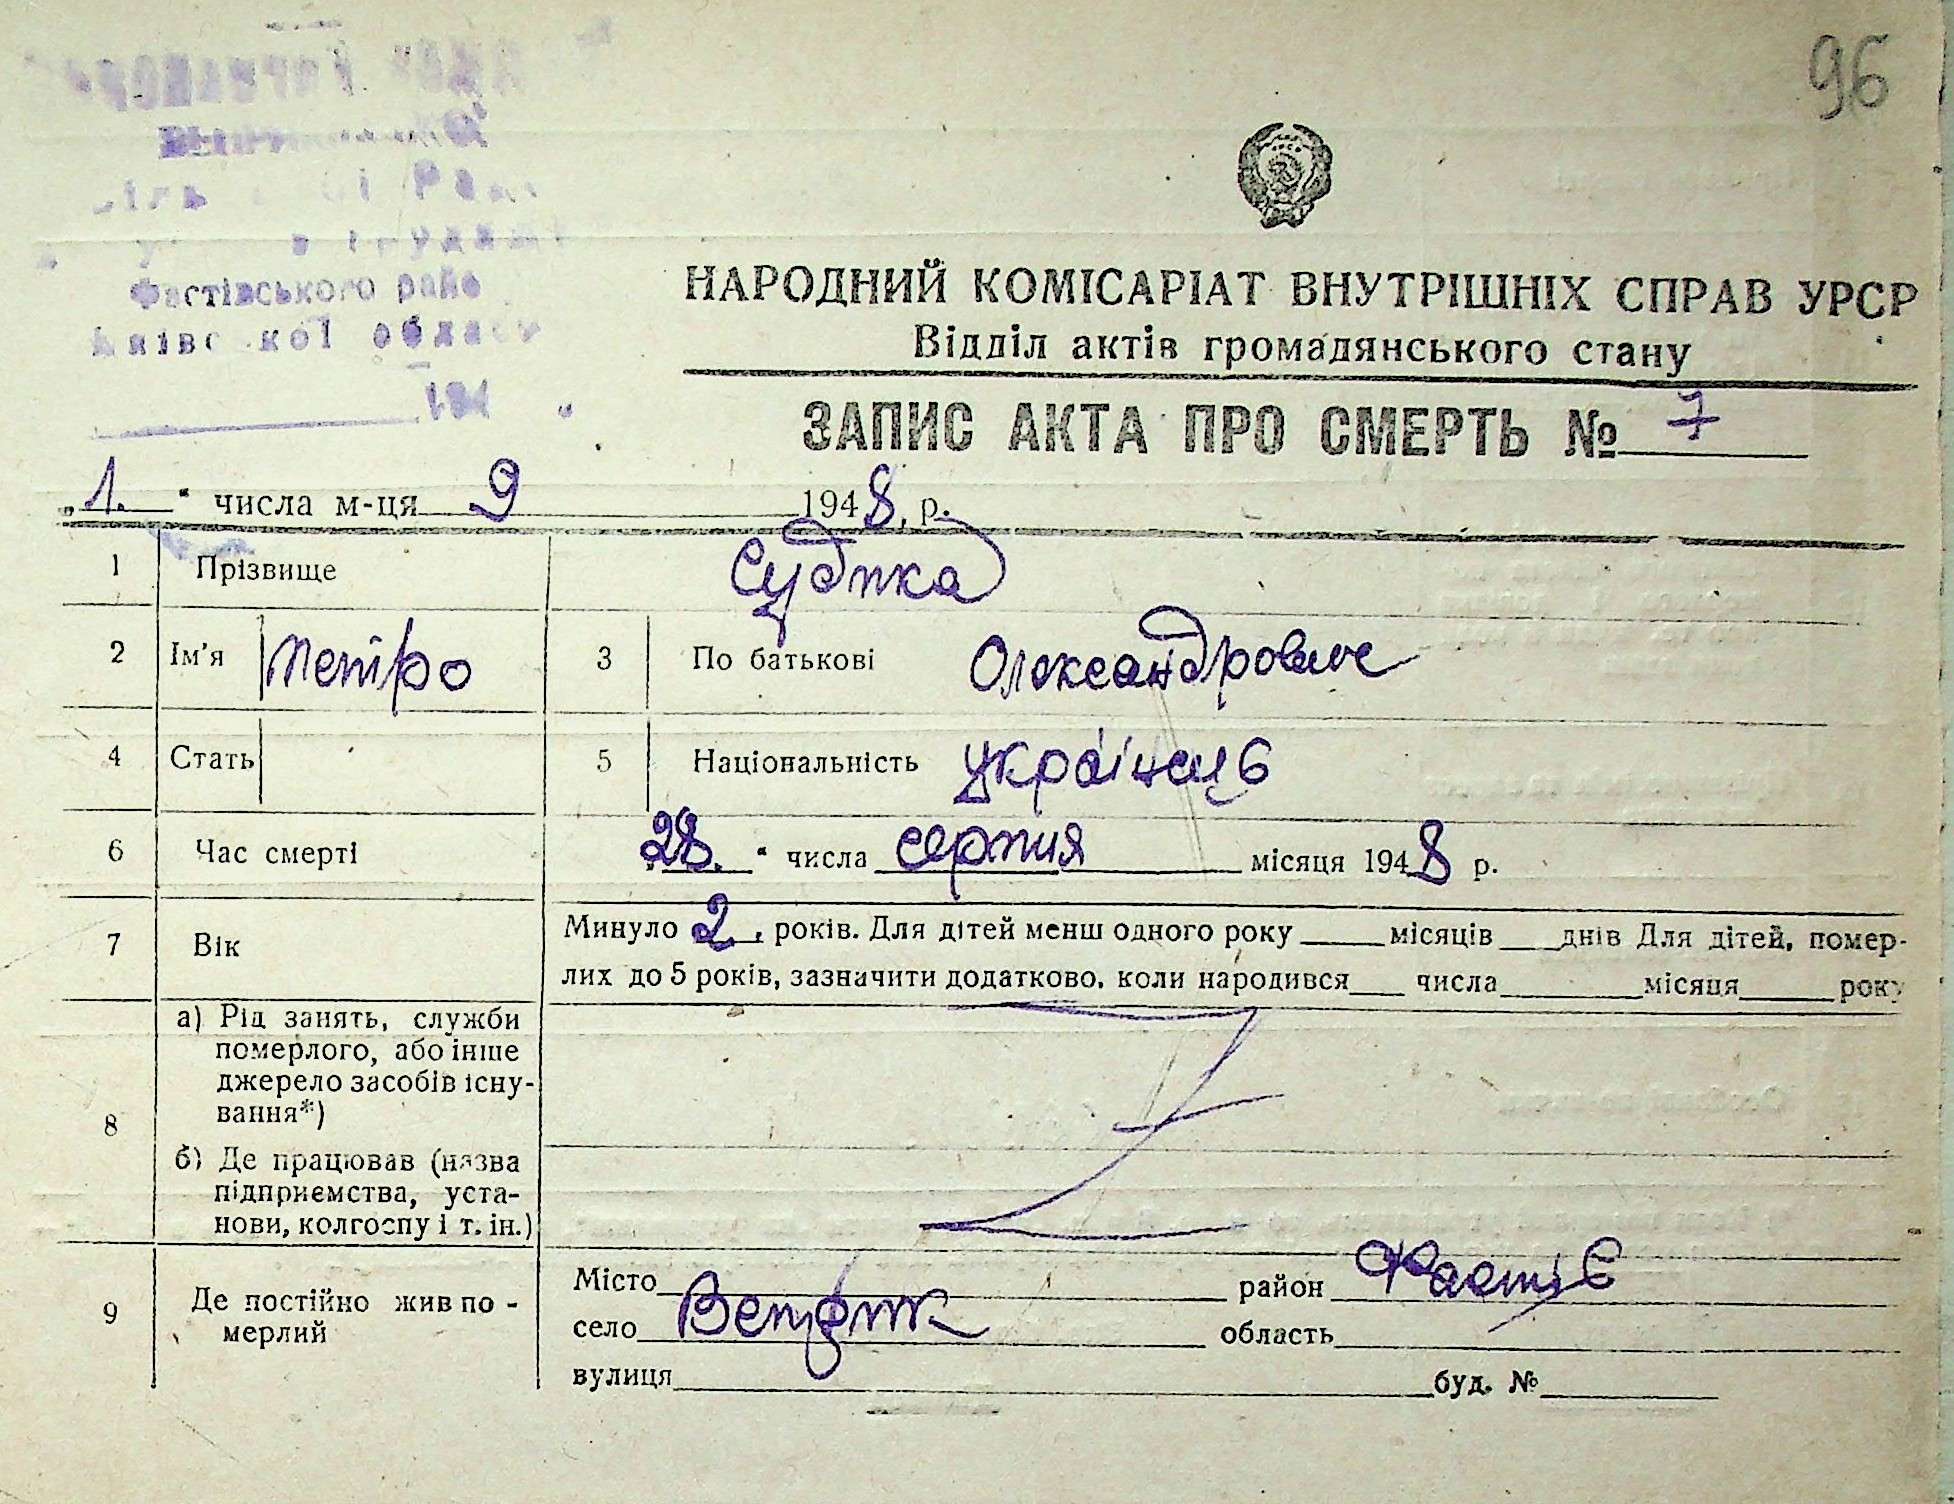 96
Фастівського райо
Київської облас
194
НАРОДНИЙ КОМІСАРІАТ ВНУТРІШНІХ СПРАВ УРСР
Відділ актів громадянського стану
ЗАПИС АКТА ПРО СМЕРТЬ № 7
„1.“ числа м-ця 9 1948. р.
1 Прізвище Судтка
2 Ім'я Петро 3 По батькові Олександрович
4 Стать 5 Національність українец
6 Час смерті „28.“ числа серпня місяця 1948 р.
7 Вік Минуло 2, років. Для дітей менш одного року місяців днів Для дітей, помер-
лих до 5 років, зазначити додатково, коли народився числа місяця року
8 а) Рід занять, служби
померлого, або інше
джерело засобів існу-
вання*)
б) Де працював (назва
підприємства, уста-
нови, колгоспу і т. ін.)
9 Де постійно жив по-
мерлий
Місто район Фастів
село область
вулиця буд. №